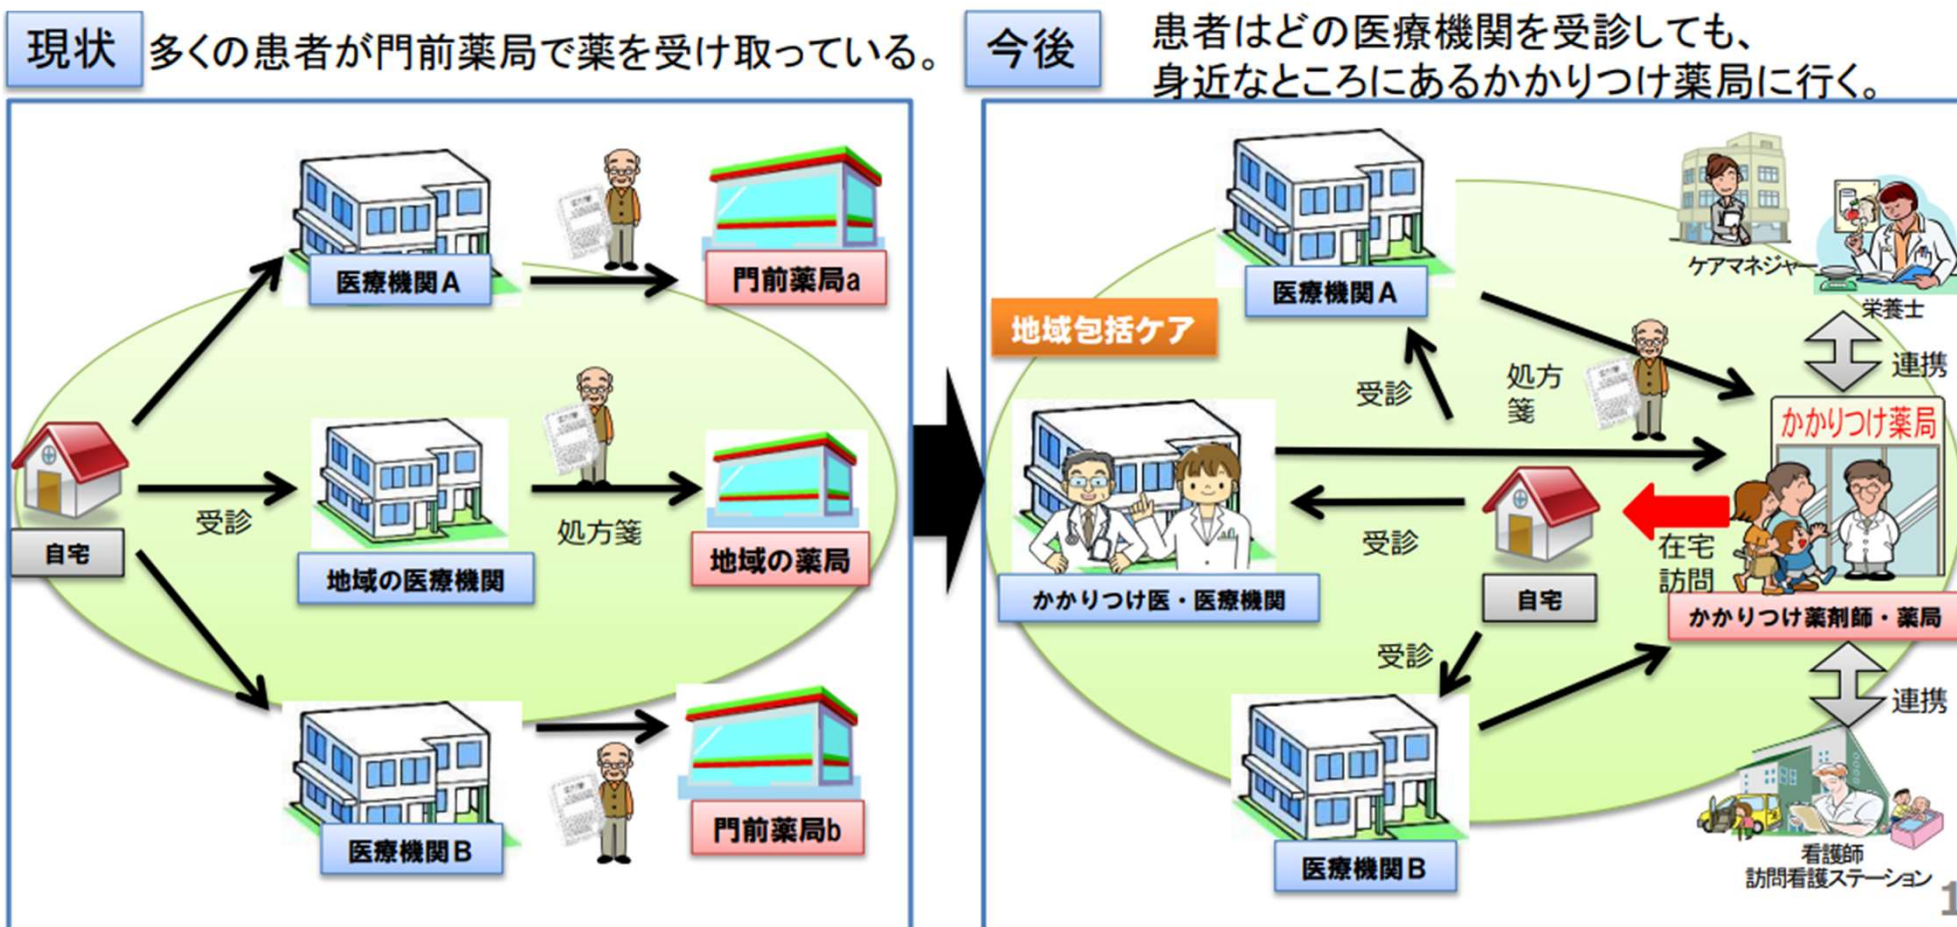 現状
多くの患者が門前薬局で薬を受け取っている。
医療機関A
門前薬局a
自宅
受診
地域の医療機関
処方箋
地域の薬局
医療機関B
門前薬局b
今後
患者はどの医療機関を受診しても、
身近なところにあるかかりつけ薬局に行く。
医療機関A
ケアマネジャー
栄養士
地域包括ケア
連携
受診
処方
箋
かかりつけ薬局
受診
在宅
訪問
かかりつけ医・医療機関
自宅
かかりつけ薬剤師・薬局
受診
連携
医療機関B
看護師
訪問看護ステーション
1